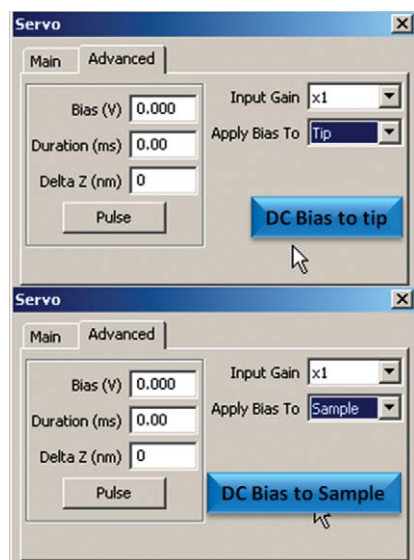 Servo
Main Advanced
Bias (V) 0.000
Duration (ms) 0.00
Delta Z (nm) 0
Pulse
Input Gain x1
Apply Bias To Tip
DC Bias to tip
Servo
Main Advanced
Bias (V) 0.000
Duration (ms) 0.00
Delta Z (nm) 0
Pulse
Input Gain x1
Apply Bias To Sample
DC Bias to Sample